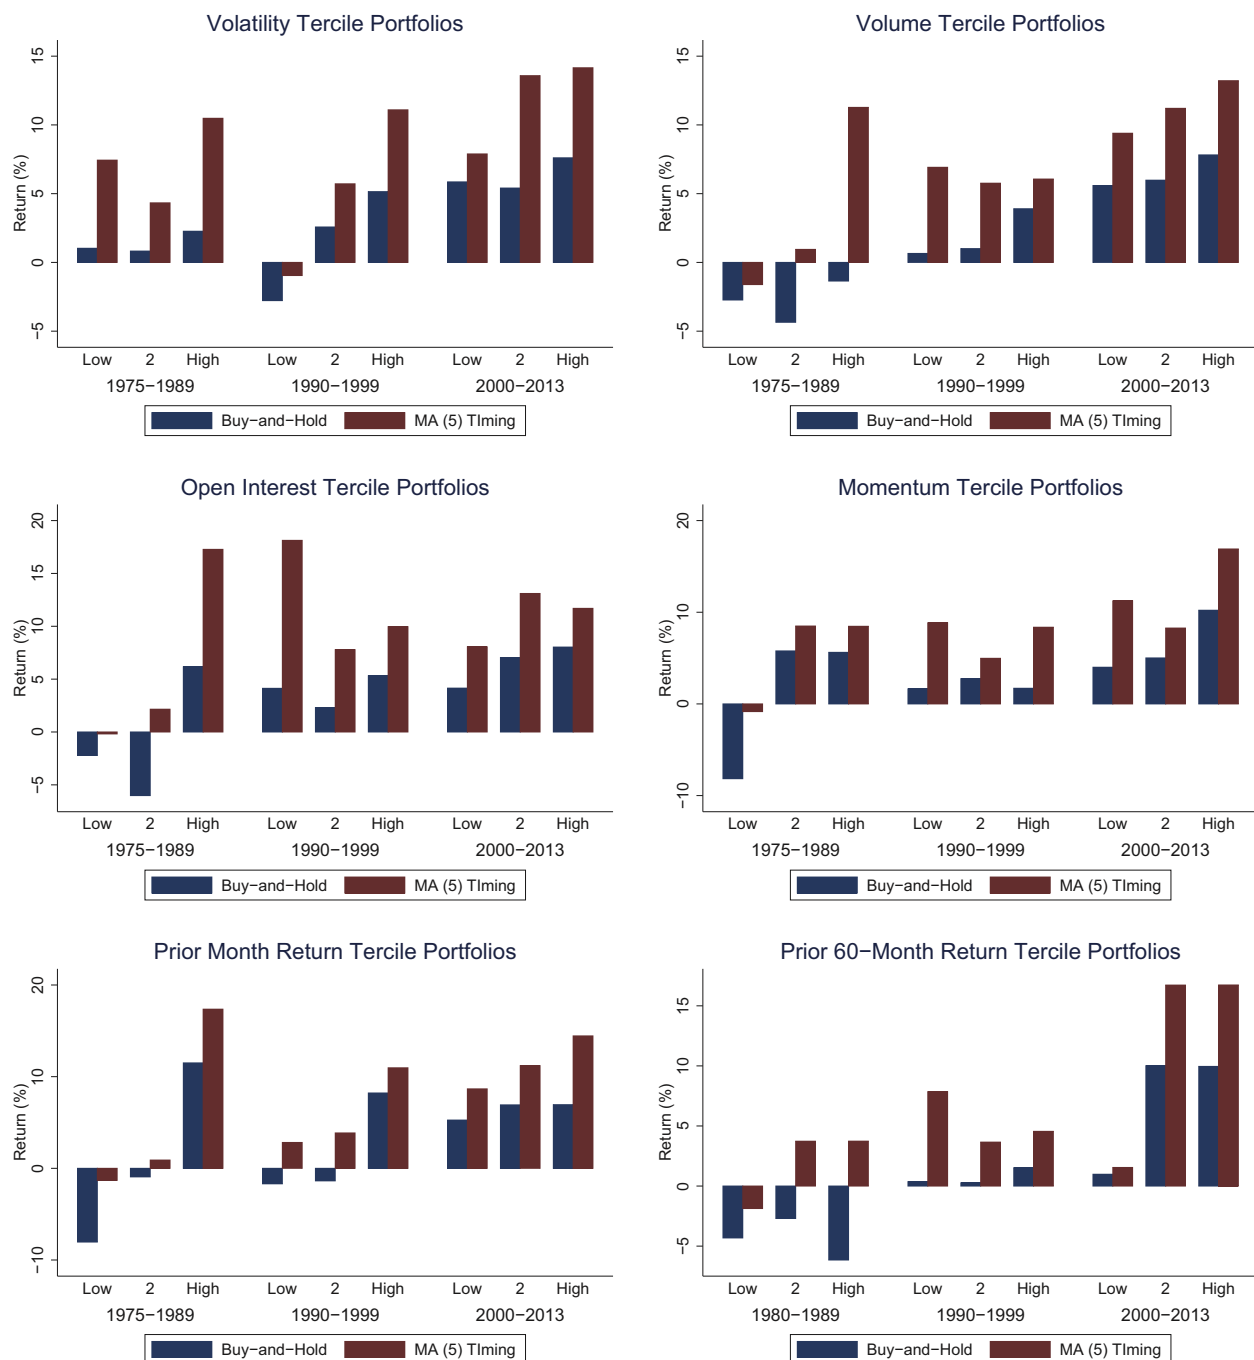 Volatility Tercile Portfolios
Return (%)
15
10
5
0
−5
Low 2 High Low 2 High Low 2 High
1975−1989 1990−1999 2000−2013
Buy−and−Hold MA (5) TIming
Volume Tercile Portfolios
Return (%)
15
10
5
0
−5
Low 2 High Low 2 High Low 2 High
1975−1989 1990−1999 2000−2013
Buy−and−Hold MA (5) TIming
Open Interest Tercile Portfolios
Return (%)
20
15
10
5
0
−5
Low 2 High Low 2 High Low 2 High
1975−1989 1990−1999 2000−2013
Buy−and−Hold MA (5) TIming
Momentum Tercile Portfolios
Return (%)
20
10
0
−10
Low 2 High Low 2 High Low 2 High
1975−1989 1990−1999 2000−2013
Buy−and−Hold MA (5) TIming
Prior Month Return Tercile Portfolios
Return (%)
20
10
0
−10
Low 2 High Low 2 High Low 2 High
1975−1989 1990−1999 2000−2013
Buy−and−Hold MA (5) TIming
Prior 60−Month Return Tercile Portfolios
Return (%)
15
10
5
0
−5
Low 2 High Low 2 High Low 2 High
1980−1989 1990−1999 2000−2013
Buy−and−Hold MA (5) TIming